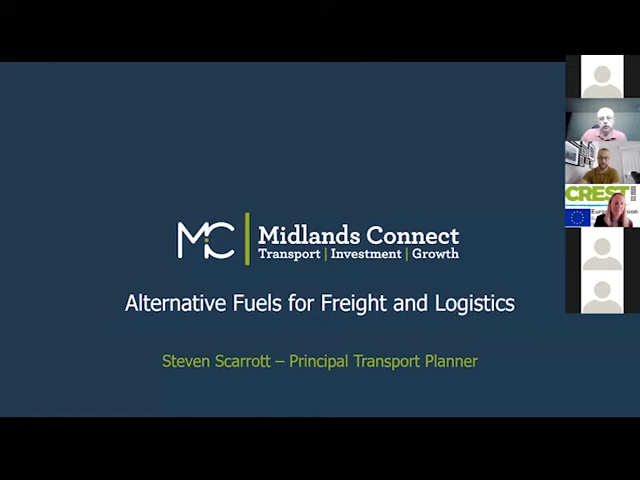 MC
Midlands Connect
Transport | Investment | Growth
Alternative Fuels for Freight and Logistics
Steven Scarrott – Principal Transport Planner
CREST